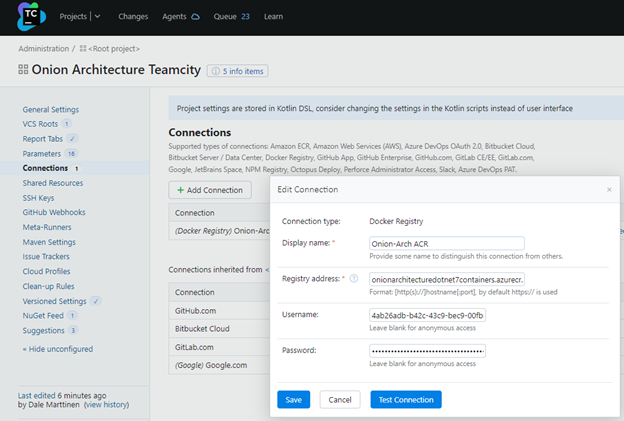 TC
Projects
Changes
Agents
Queue 23
Learn
Administration / <Root project>
Onion Architecture Teamcity
5 info items
General Settings
VCS Roots 1
Report Tabs
Parameters 16
Connections 1
Shared Resources
SSH Keys
GitHub Webhooks
Meta-Runners
Maven Settings
Issue Trackers
Cloud Profiles
Clean-up Rules
Versioned Settings
NuGet Feed 1
Suggestions 3
« Hide unconfigured
Last edited 6 minutes ago
by Dale Marttinen (view history)
Project settings are stored in Kotlin DSL, consider changing the settings in the Kotlin scripts instead of user interface
Connections
Supported types of connections: Amazon ECR, Amazon Web Services (AWS), Azure DevOps OAuth 2.0, Bitbucket Cloud,
Bitbucket Server / Data Center, Docker Registry, GitHub App, GitHub Enterprise, GitHub.com, GitLab CE/EE, GitLab.com,
Google, JetBrains Space, NPM Registry, Octopus Deploy, Perforce Administrator Access, Slack, Azure DevOps PAT.
+ Add Connection
Connection
(Docker Registry) Onion-Arc
Connections inherited from <
Connection
GitHub.com
Bitbucket Cloud
GitLab.com
(Google) Google.com
Edit Connection
Connection type: Docker Registry
Display name: * Onion-Arch ACR
Provide some name to distinguish this connection from others.
Registry address: * onionarchitecturedotnet7containers.azurecr.
Format: [http(s)://]hostname[:port], by default https:// is used
Username: 4ab26adb-b42c-43c9-bec9-00fb
Leave blank for anonymous access
Password:
Leave blank for anonymous access
Save
Cancel
Test Connection